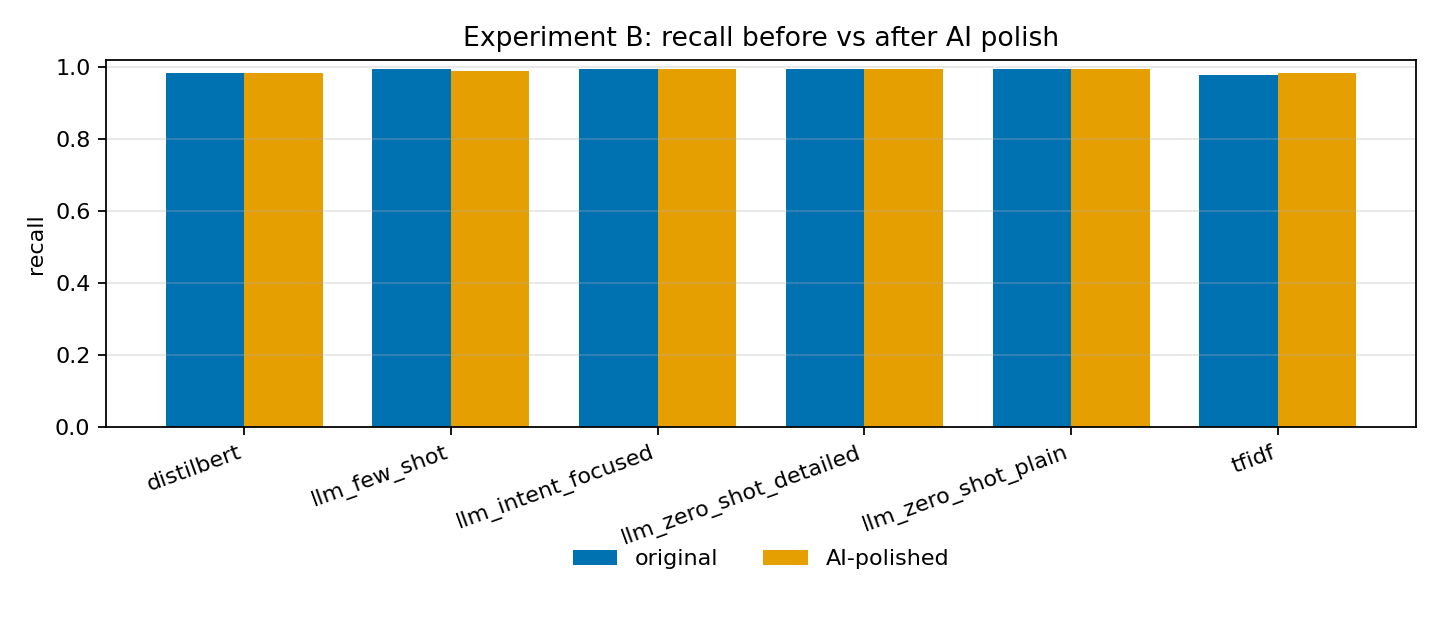 Experiment B: recall before vs after AI polish
1.0
0.8
0.6
0.4
0.2
0.0
recall
distilbert
llm_few_shot
llm_intent_focused
llm_zero_shot_detailed
llm_zero_shot_plain
tfidf
original
AI-polished